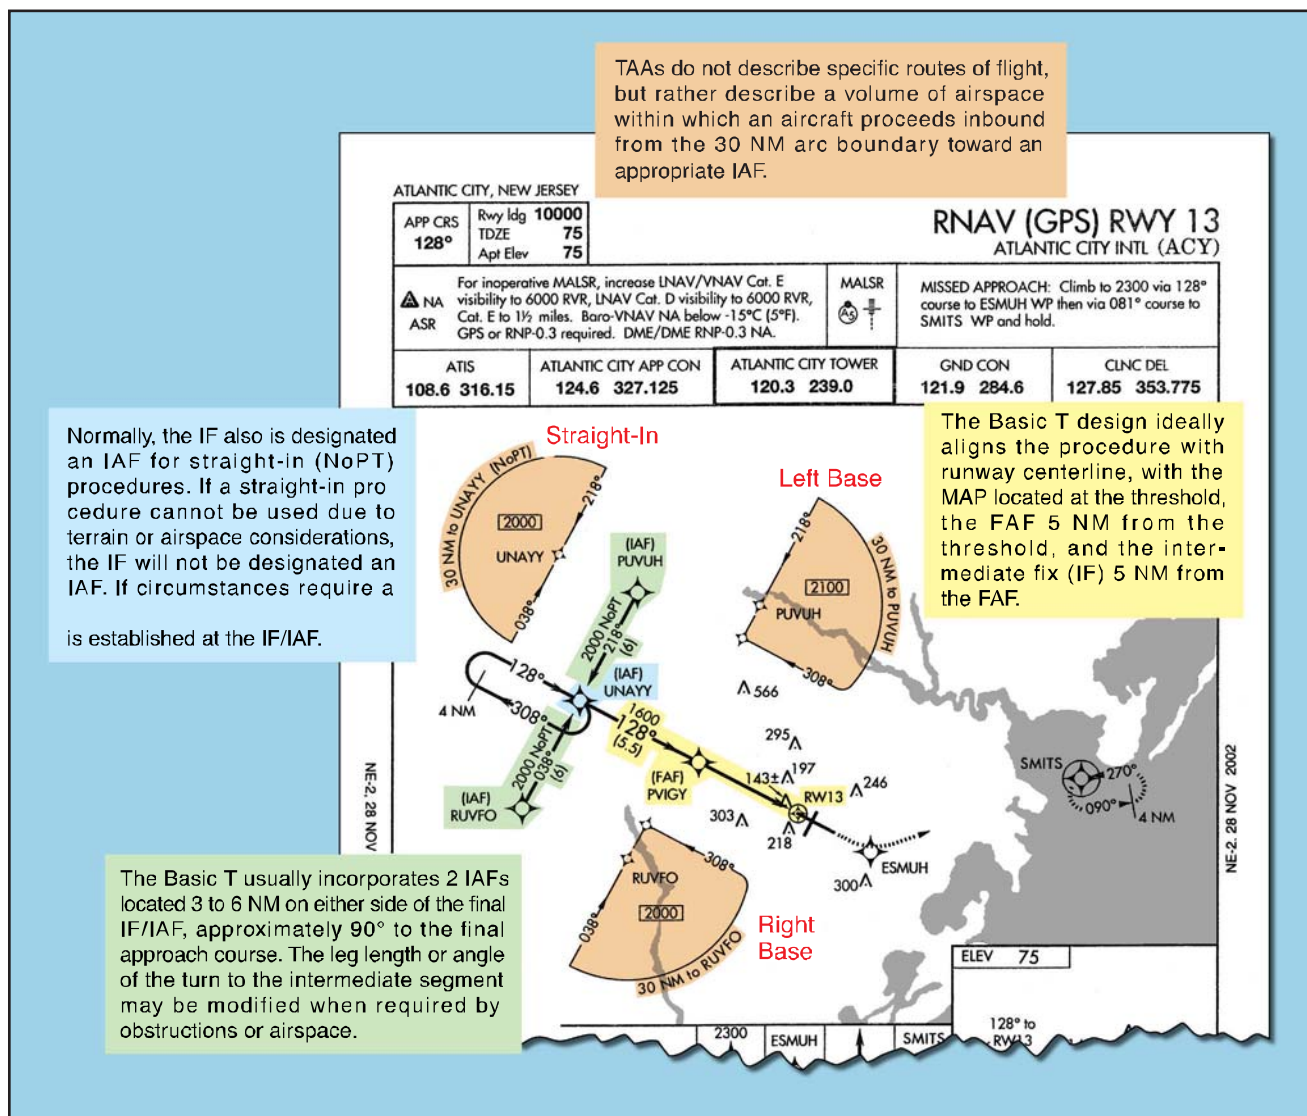 TAAs do not describe specific routes of flight,
but rather describe a volume of airspace
within which an aircraft proceeds inbound
from the 30 NM arc boundary toward an
appropriate IAF.
ATLANTIC CITY, NEW JERSEY
APP CRS
128°
Rwy ldg 10000
TDZE 75
Apt Elev 75
RNAV (GPS) RWY 13
ATLANTIC CITY INTL (ACY)
A NA
ASR
For inoperative MALSR, increase LNAV/VNAV Cat. E
visibility to 6000 RVR, LNAV Cat. D visibility to 6000 RVR,
Cat. E to 1½ miles. Baro-VNAV NA below -15°C (5°F).
GPS or RNP-0.3 required. DME/DME RNP-0.3 NA.
MALSR
A5
MISSED APPROACH: Climb to 2300 via 128°
course to ESMUH WP then via 081° course to
SMITS WP and hold.
ATIS
108.6 316.15
ATLANTIC CITY APP CON
124.6 327.125
ATLANTIC CITY TOWER
120.3 239.0
GND CON
121.9 284.6
CLNC DEL
127.85 353.775
Normally, the IF also is designated
an IAF for straight-in (NoPT)
procedures. If a straight-in pro
cedure cannot be used due to
terrain or airspace considerations,
the IF will not be designated an
IAF. If circumstances require a
is established at the IF/IAF.
Straight-In
30 NM to UNAYY (NoPT)
218°
2000
UNAYY
038°
Left Base
218°
30 NM to PUVUH
2100
PUVUH
308°
The Basic T design ideally
aligns the procedure with
runway centerline, with the
MAP located at the threshold,
the FAF 5 NM from the
threshold, and the inter-
mediate fix (IF) 5 NM from
the FAF.
(IAF)
PUVUH
2000 NoPT
218°
(6)
128°
308°
4 NM
(IAF)
UNAYY
1600
128°
(5.5)
2000 NoPT
038°
(6)
(IAF)
RUVFO
(FAF)
PVIGY
566
295
197
143±
246
RW13
303
218
300
ESMUH
SMITS
270°
090°
4 NM
NE-2, 28 NOV
NE-2, 28 NOV 2002
308°
RUVFO
038°
2000
30 NM to RUVFO
Right
Base
The Basic T usually incorporates 2 IAFs
located 3 to 6 NM on either side of the final
IF/IAF, approximately 90° to the final
approach course. The leg length or angle
of the turn to the intermediate segment
may be modified when required by
obstructions or airspace.
ELEV 75
128° to
RW13
2300
ESMUH
SMITS